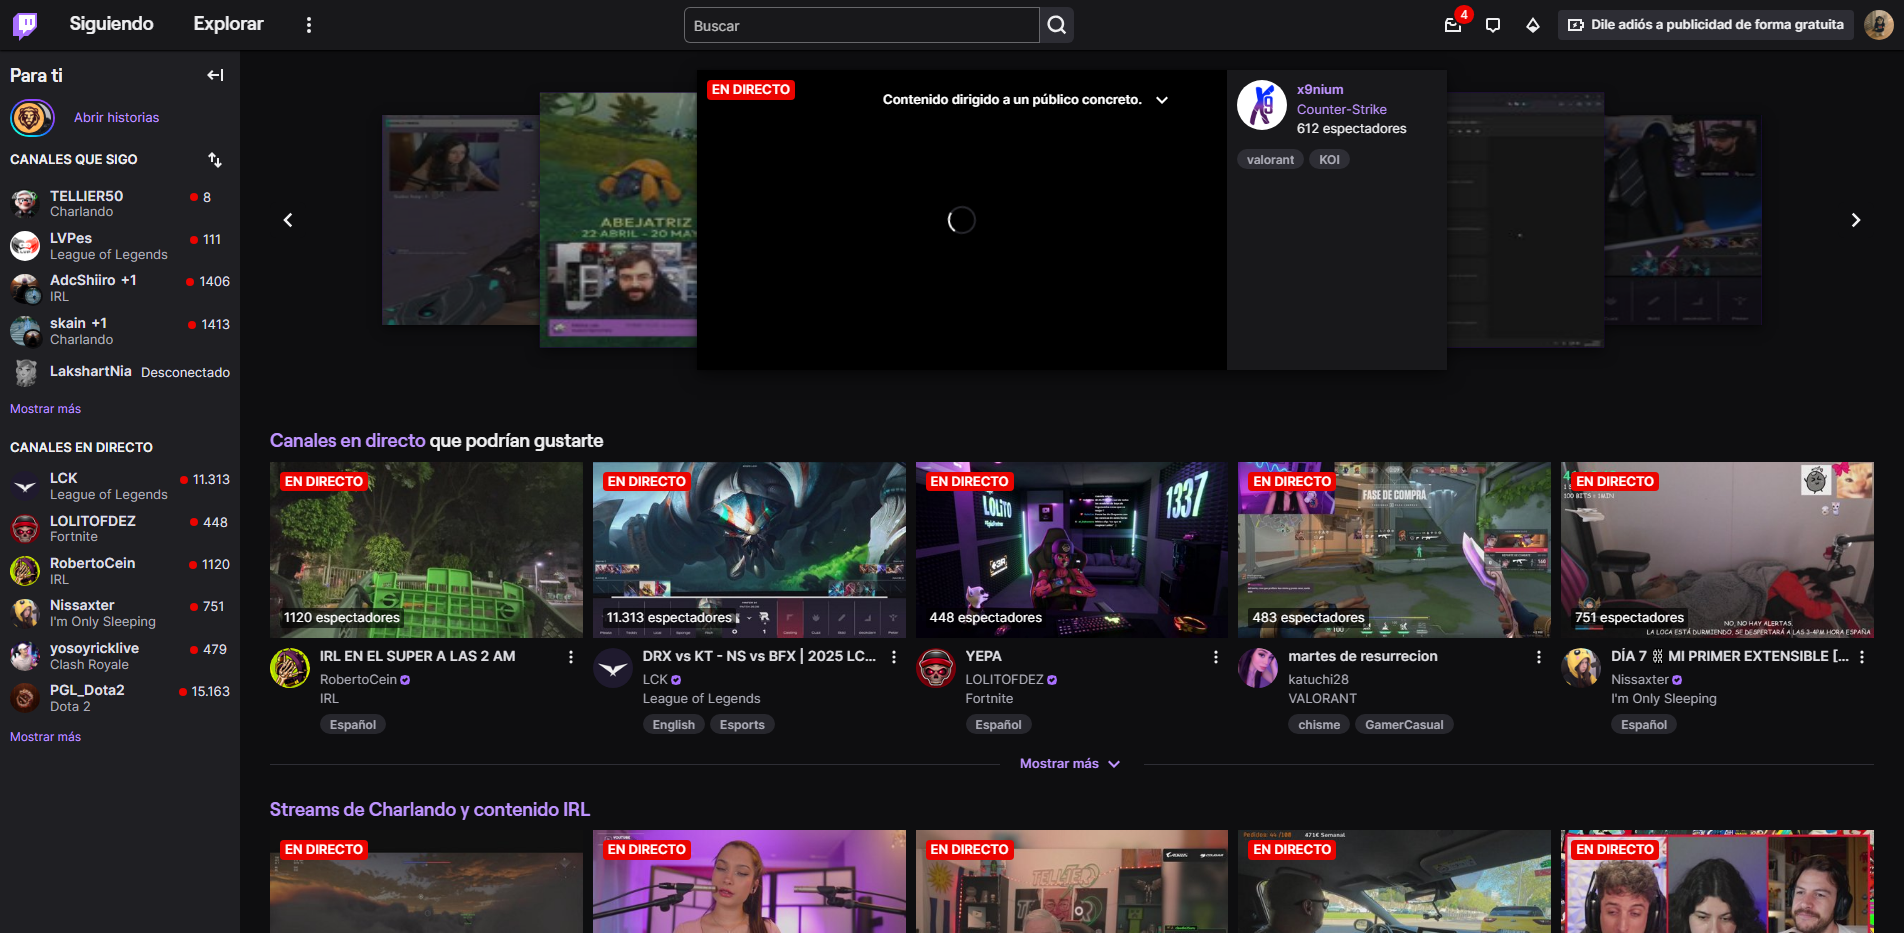 Siguiendo
Explorar
Buscar
4
Dile adiós a publicidad de forma gratuita
Para ti
Abrir historias
CANALES QUE SIGO
TELLIER50
8
Charlando
LVPes
111
League of Legends
AdcShiiro +1
1406
IRL
skain +1
1413
Charlando
LakshartNia
Desconectado
Mostrar más
CANALES EN DIRECTO
LCK
11.313
League of Legends
LOLITOFDEZ
448
Fortnite
RobertoCein
1120
IRL
Nissaxter
751
I'm Only Sleeping
yosoyricklive
479
Clash Royale
PGL_Dota2
15.163
Dota 2
Mostrar más
ABEJATRIZ
22 ABRIL - 20 MAY
EN DIRECTO
Contenido dirigido a un público concreto.
x9nium
Counter-Strike
612 espectadores
valorant
KOI
Canales en directo que podrían gustarte
EN DIRECTO
1120 espectadores
IRL EN EL SUPER A LAS 2 AM
RobertoCein
IRL
Español
EN DIRECTO
11.313 espectadores
DRX vs KT - NS vs BFX | 2025 LC...
LCK
League of Legends
English
Esports
EN DIRECTO
LOLITO
1337
448 espectadores
YEPA
LOLITOFDEZ
Fortnite
Español
EN DIRECTO
FASE DE COMPRA
100
483 espectadores
martes de resurreccion
katuchi28
VALORANT
chisme
GamerCasual
EN DIRECTO
100 BITS = 1MIN
751 espectadores
NO, NO HAY ALERTAS.
LA LOCA ESTÁ DURMIENDO, SE DESPERTARÁ A LAS 3-4PM HORA ESPAÑA
DÍA 7 ⛓ MI PRIMER EXTENSIBLE [...
Nissaxter
I'm Only Sleeping
Español
Mostrar más
Streams de Charlando y contenido IRL
EN DIRECTO
EN DIRECTO
EN DIRECTO
TELLIER
EN DIRECTO
471€ Semanal
EN DIRECTO